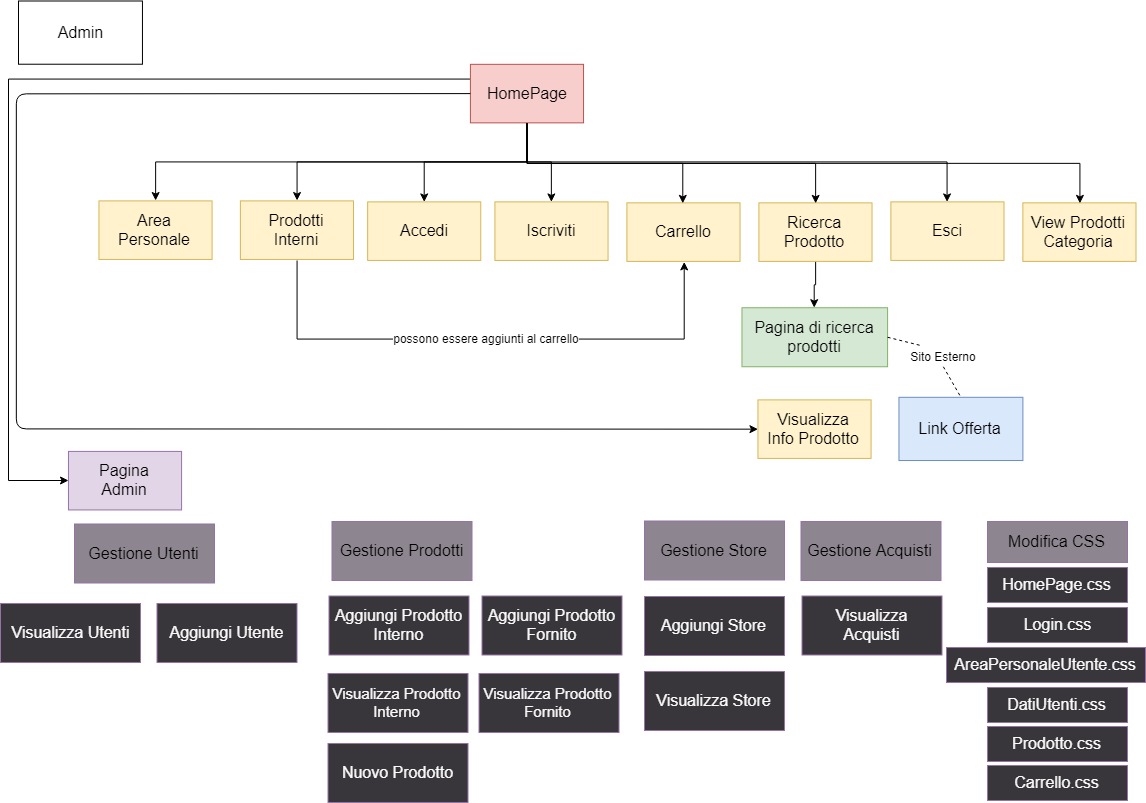 Admin
HomePage
Area
Personale
Prodotti
Interni
Accedi
Iscriviti
Carrello
Ricerca
Prodotto
Esci
View Prodotti
Categoria
possono essere aggiunti al carrello
Pagina di ricerca
prodotti
Sito Esterno
Visualizza
Info Prodotto
Link Offerta
Pagina
Admin
Gestione Utenti
Gestione Prodotti
Gestione Store
Gestione Acquisti
Modifica CSS
Visualizza Utenti
Aggiungi Utente
Aggiungi Prodotto
Interno
Aggiungi Prodotto
Fornito
Visualizza Prodotto
Interno
Visualizza Prodotto
Fornito
Nuovo Prodotto
Aggiungi Store
Visualizza Store
Visualizza
Acquisti
HomePage.css
Login.css
AreaPersonaleUtente.css
DatiUtenti.css
Prodotto.css
Carrello.css